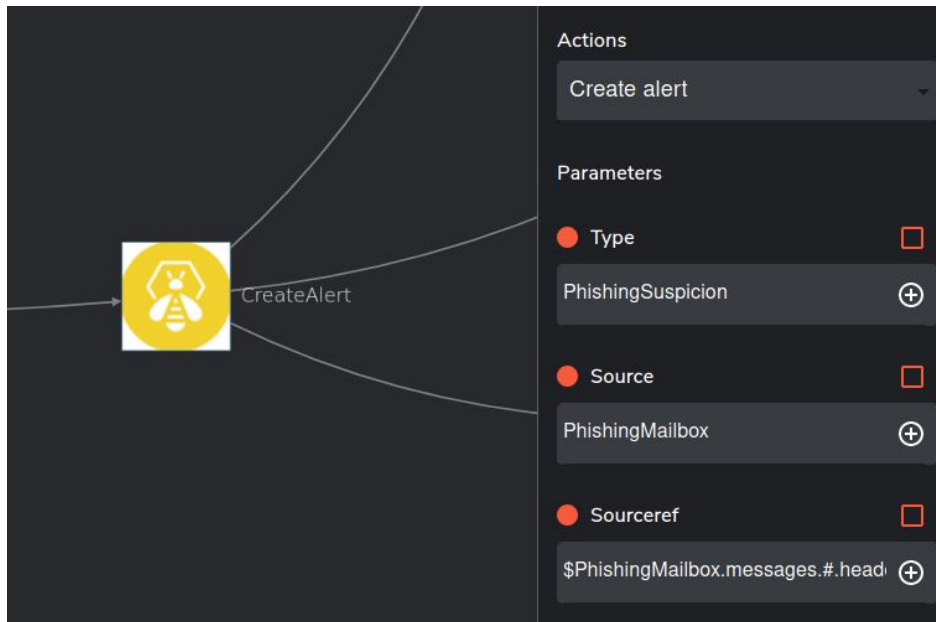 Actions
Create alert
Parameters
Type
PhishingSuspicion
CreateAlert
Source
PhishingMailbox
Sourceref
$PhishingMailbox.messages.#.head